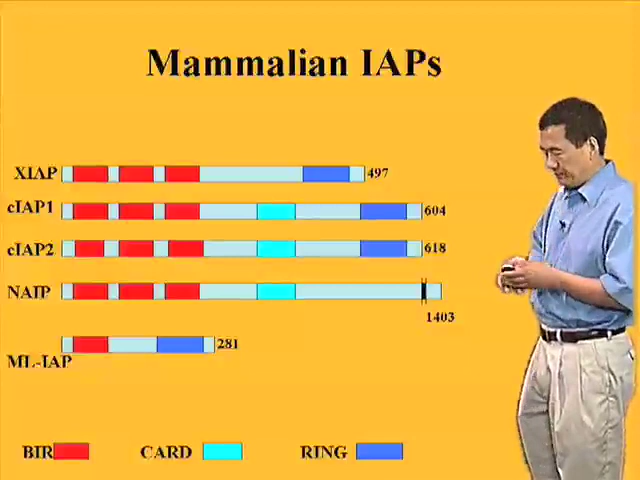 Mammalian IAPs
XIAP 497
cIAP1 604
cIAP2 618
NAIP
1403
281
ML-IAP
BIR CARD RING